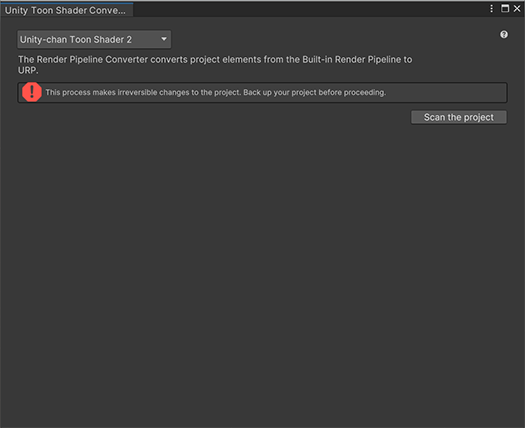 Unity Toon Shader Conve...
Unity-chan Toon Shader 2
The Render Pipeline Converter converts project elements from the Built-in Render Pipeline to
URP.
This process makes irreversible changes to the project. Back up your project before proceeding.
Scan the project